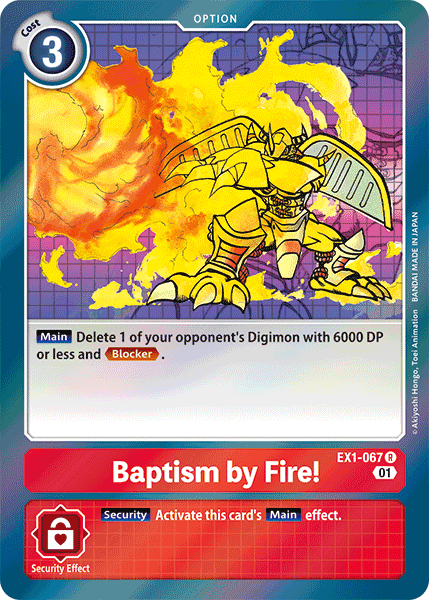 OPTION
Cost
3
Main Delete 1 of your opponent's Digimon with 6000 DP
or less and Blocker.
©Akiyoshi Hongo, Toei Animation BANDAI MADE IN JAPAN
EX1-067 R
Baptism by Fire!
01
Security Activate this card's Main effect.
Security Effect